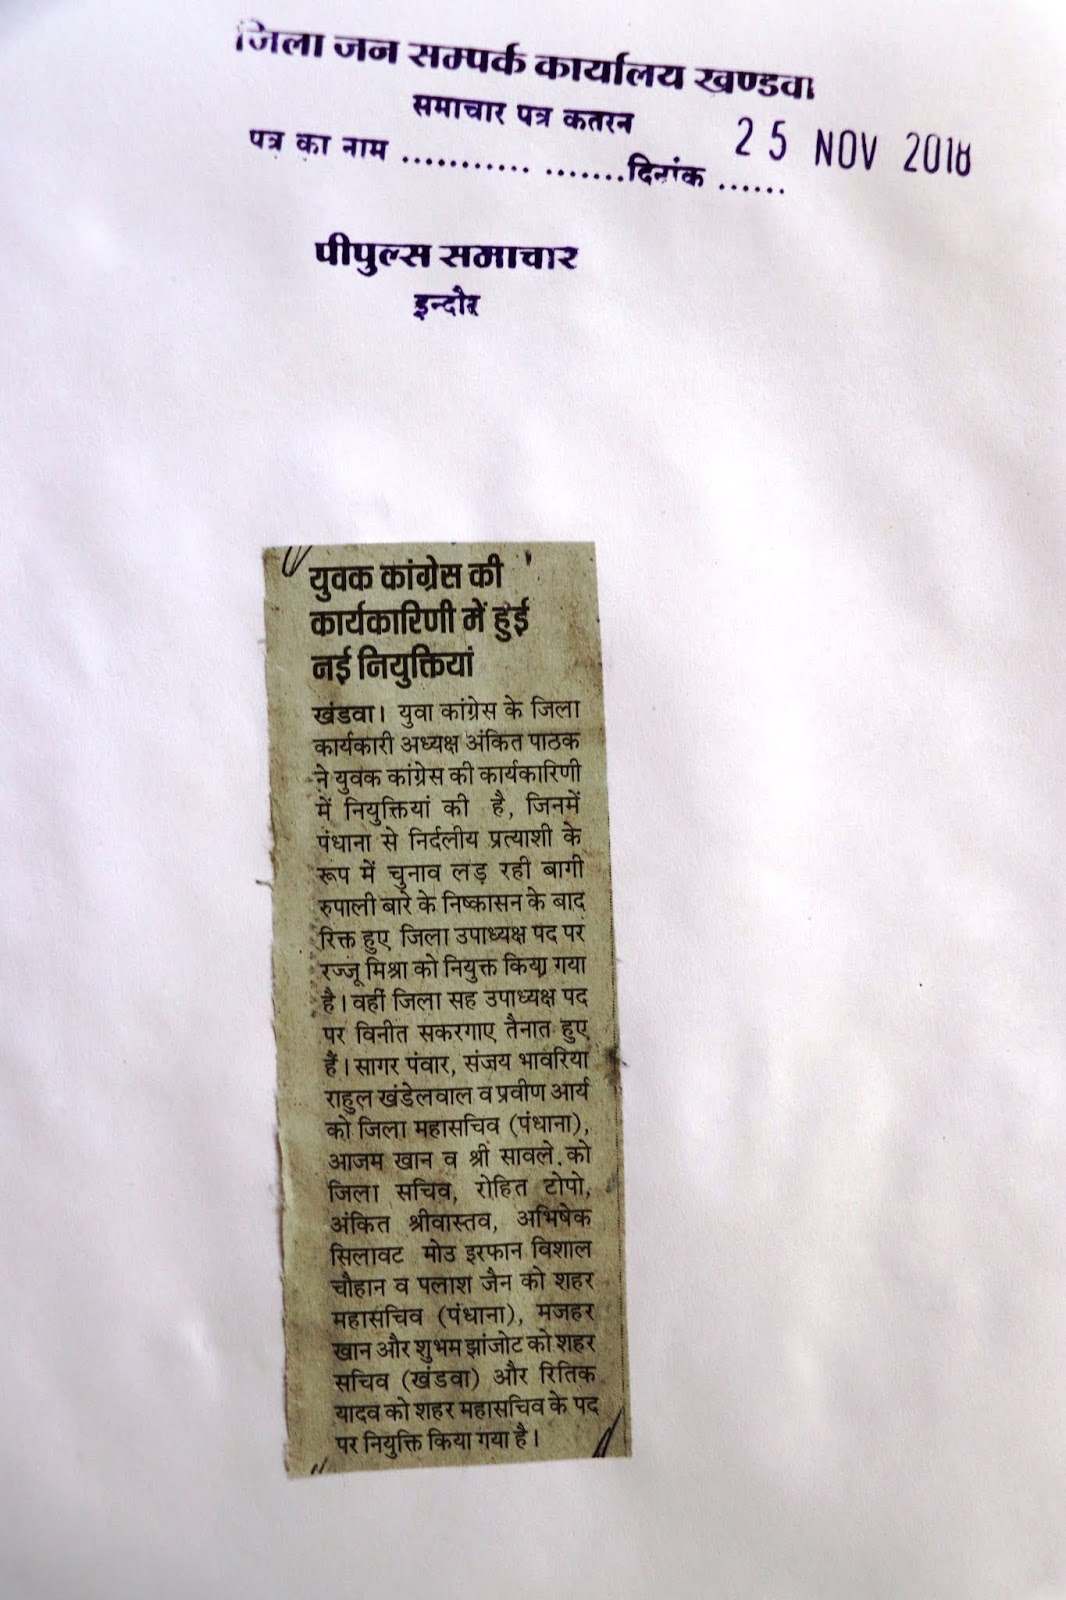 जिला जन सम्पर्क कार्यालय खण्डवा
समाचार पत्र कतरन
25 NOV 2018
पत्र का नाम ........... .......दिनांक ......
पीपुल्स समाचार
इन्दौर
युवक कांग्रेस की
कार्यकारिणी में हुई
नई नियुक्तियां
खंडवा। युवा कांग्रेस के जिला
कार्यकारी अध्यक्ष अंकित पाठक
ने युवक कांग्रेस की कार्यकारिणी
में नियुक्तियां की है, जिनमें
पंधाना से निर्दलीय प्रत्याशी के
रूप में चुनाव लड़ रही बागी
रुपाली बारे के निष्कासन के बाद
रिक्त हुए जिला उपाध्यक्ष पद पर
रज्जू मिश्रा को नियुक्त किया गया
है। वहीं जिला सह उपाध्यक्ष पद
पर विनीत सकरगाए तैनात हुए
हैं। सागर पंवार, संजय भावरिया
राहुल खंडेलवाल व प्रवीण आर्य
को जिला महासचिव (पंधाना),
आजम खान व श्री सावले को
जिला सचिव, रोहित टोपो,
अंकित श्रीवास्तव, अभिषेक
सिलावट मोउ इरफान विशाल
चौहान व पलाश जैन को शहर
महासचिव (पंधाना), मजहर
खान और शुभम झांजोट को शहर
सचिव (खंडवा) और रितिक
यादव को शहर महासचिव के पद
पर नियुक्ति किया गया है।